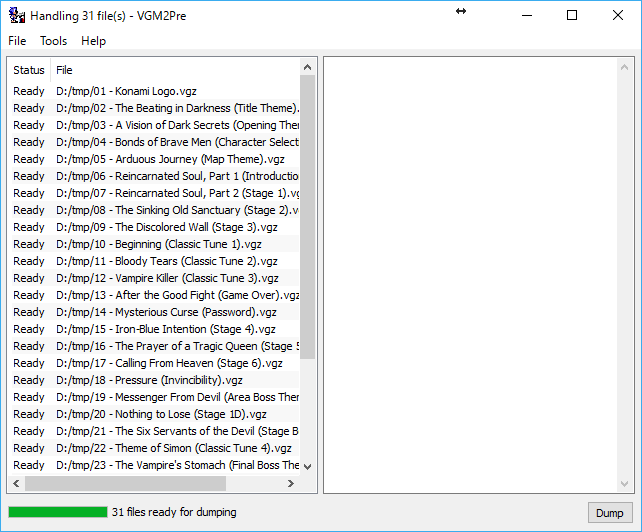 Handling 31 file(s) - VGM2Pre
File Tools Help
Status File
Ready D:/tmp/01 - Konami Logo.vgz
Ready D:/tmp/02 - The Beating in Darkness (Title Theme).
Ready D:/tmp/03 - A Vision of Dark Secrets (Opening The
Ready D:/tmp/04 - Bonds of Brave Men (Character Select
Ready D:/tmp/05 - Arduous Journey (Map Theme).vgz
Ready D:/tmp/06 - Reincarnated Soul, Part 1 (Introductio
Ready D:/tmp/07 - Reincarnated Soul, Part 2 (Stage 1).vg
Ready D:/tmp/08 - The Sinking Old Sanctuary (Stage 2).v
Ready D:/tmp/09 - The Discolored Wall (Stage 3).vgz
Ready D:/tmp/10 - Beginning (Classic Tune 1).vgz
Ready D:/tmp/11 - Bloody Tears (Classic Tune 2).vgz
Ready D:/tmp/12 - Vampire Killer (Classic Tune 3).vgz
Ready D:/tmp/13 - After the Good Fight (Game Over).vgz
Ready D:/tmp/14 - Mysterious Curse (Password).vgz
Ready D:/tmp/15 - Iron-Blue Intention (Stage 4).vgz
Ready D:/tmp/16 - The Prayer of a Tragic Queen (Stage 5
Ready D:/tmp/17 - Calling From Heaven (Stage 6).vgz
Ready D:/tmp/18 - Pressure (Invincibility).vgz
Ready D:/tmp/19 - Messenger From Devil (Area Boss Ther
Ready D:/tmp/20 - Nothing to Lose (Stage 1D).vgz
Ready D:/tmp/21 - The Six Servants of the Devil (Stage B
Ready D:/tmp/22 - Theme of Simon (Classic Tune 4).vgz
Ready D:/tmp/23 - The Vampire's Stomach (Final Boss The
31 files ready for dumping
Dump